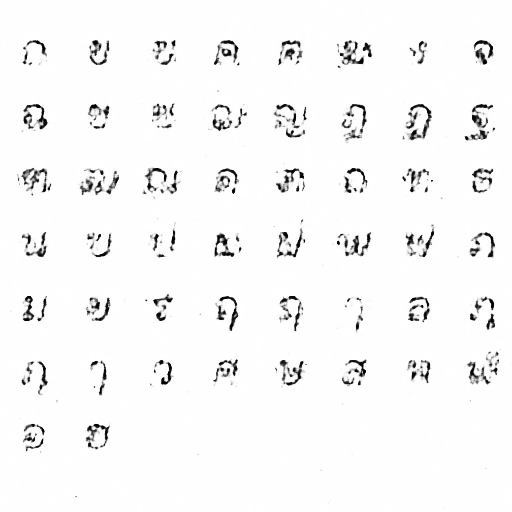 ก ข ฃ ค ฅ ฆ ง จ
ฉ ช ซ ฌ ญ ฎ ฏ ฐ
ฑ ฒ ณ ด ต ถ ท ธ
น บ ป ผ ฝ พ ฟ ภ
ม ย ร ฤ ฤ ๅ ล ฦ
ฦ ๅ ว ศ ษ ส ห ฬ
อ ฮ